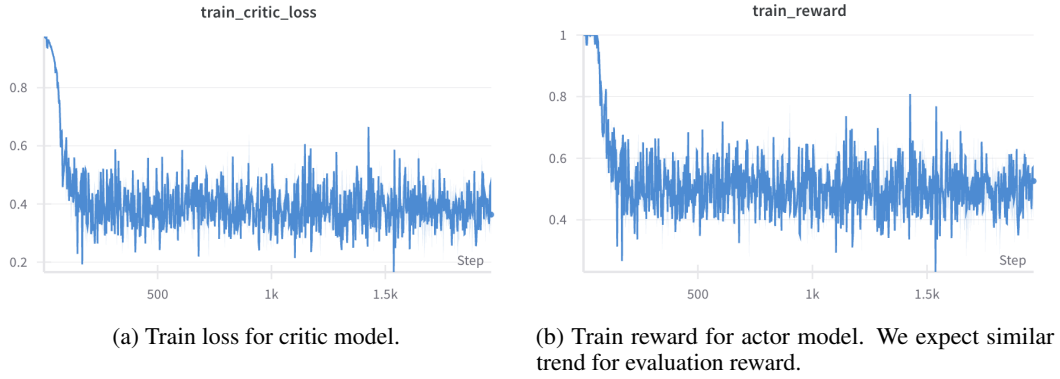 train_critic_loss
0.8
0.6
0.4
0.2
Step
500
1k
1.5k
(a) Train loss for critic model.
train_reward
1
0.8
0.6
0.4
Step
500
1k
1.5k
(b) Train reward for actor model. We expect similar
trend for evaluation reward.